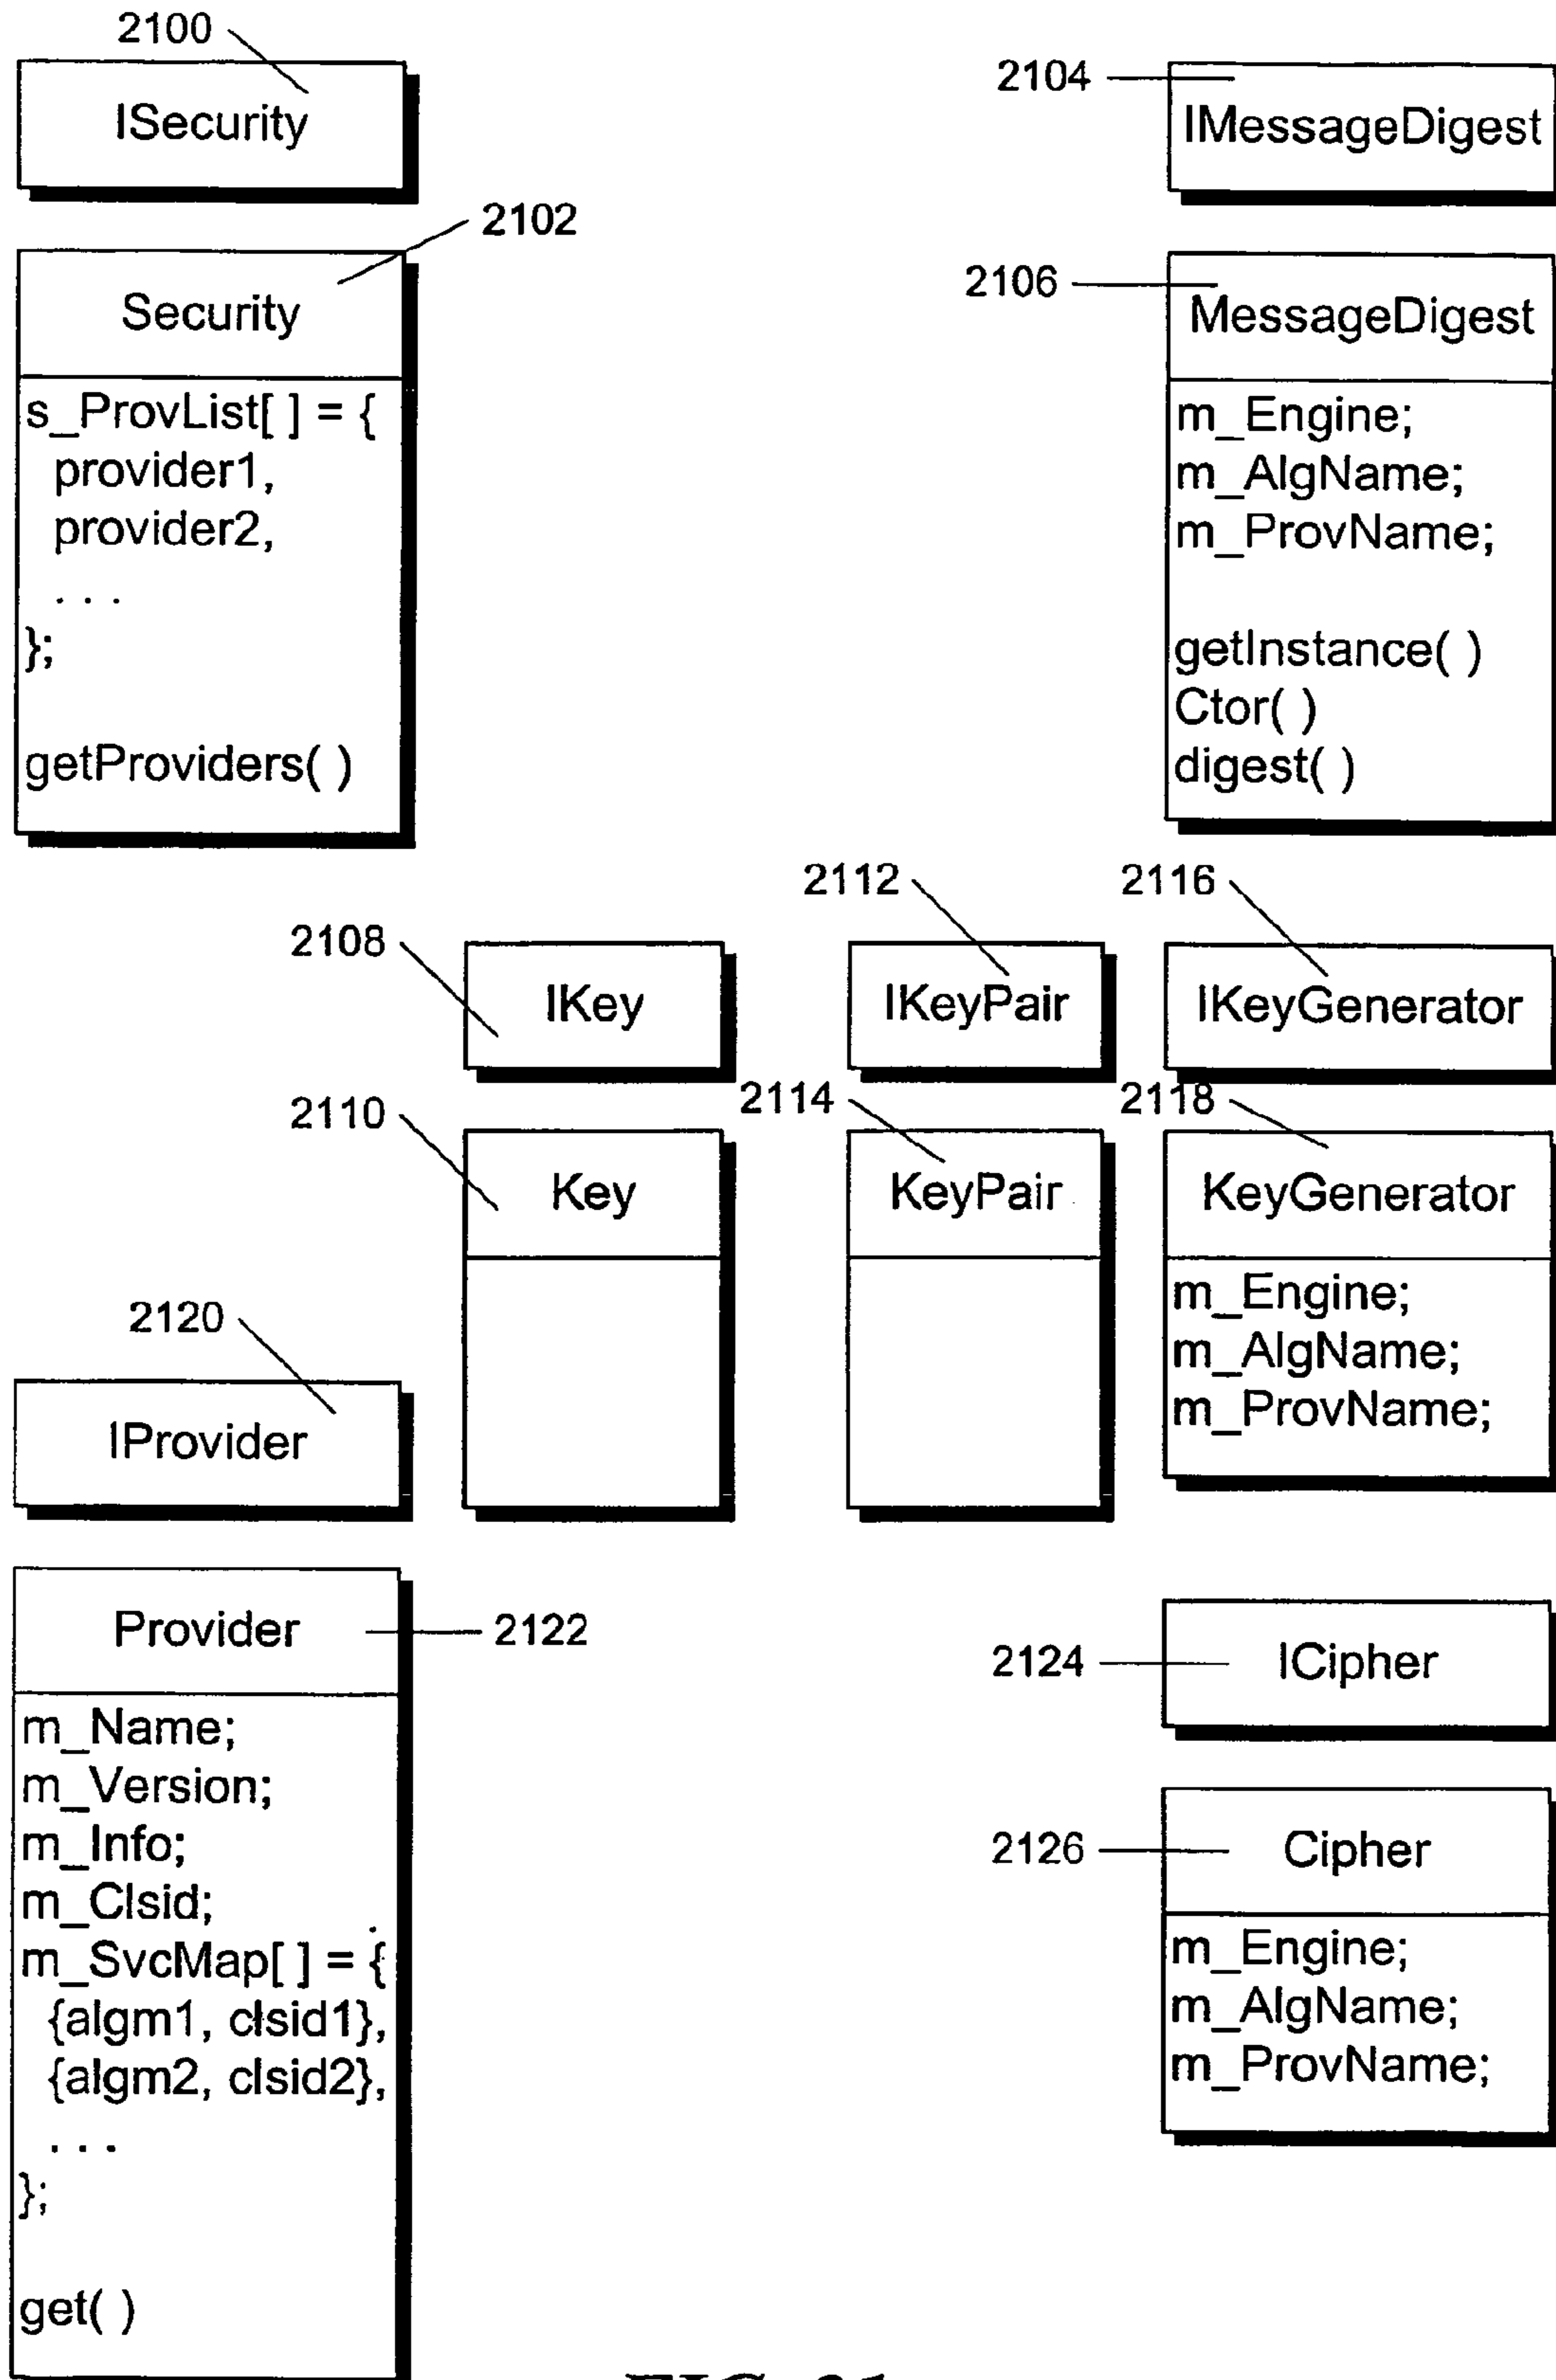 2100
ISecurity
2104
IMessageDigest
2102
Security
s_ProvList[ ] = {
provider1,
provider2,
. . .
};
getProviders( )
2106
MessageDigest
m_Engine;
m_AlgName;
m_ProvName;
getInstance( )
Ctor( )
digest( )
2108
IKey
2112
IKeyPair
2116
IKeyGenerator
2110
Key
2114
KeyPair
2118
KeyGenerator
m_Engine;
m_AlgName;
m_ProvName;
2120
IProvider
Provider
2122
m_Name;
m_Version;
m_Info;
m_Clsid;
m_SvcMap[ ] = {
{algm1, clsid1},
{algm2, clsid2},
. . .
};
get( )
2124
ICipher
2126
Cipher
m_Engine;
m_AlgName;
m_ProvName;